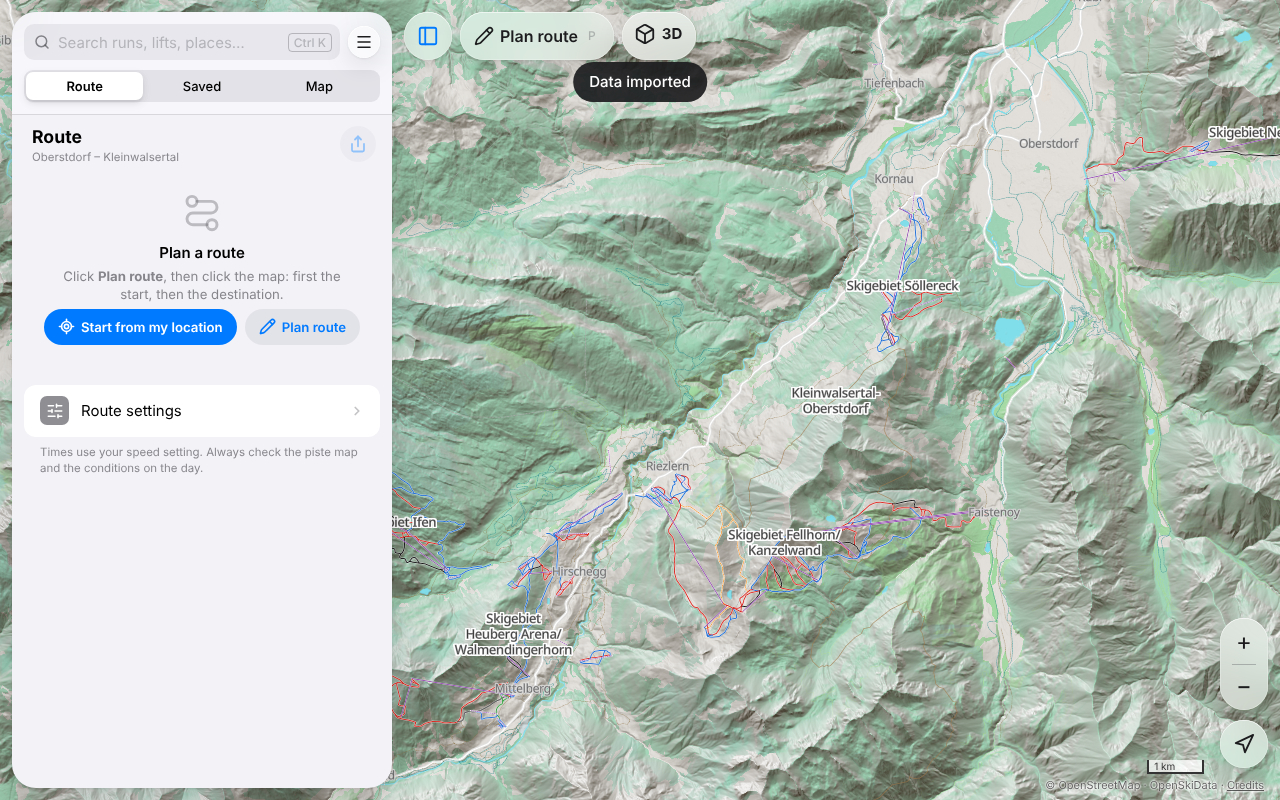 Search runs, lifts, places...
Ctrl K
Route
Saved
Map
Route
Oberstdorf – Kleinwalsertal
Plan a route
Click Plan route, then click the map: first the
start, then the destination.
Start from my location
Plan route
Route settings
Times use your speed setting. Always check the piste map
and the conditions on the day.
Plan route P
3D
Data imported
Tiefenbach
Oberstdorf
Kornau
Skigebiet Ne
Skigebiet Söllereck
Kleinwalsertal-
Oberstdorf
Riezlern
Skigebiet Fellhorn/
Kanzelwand
Faistenoy
biet Ifen
Hirschegg
Skigebiet
Heuberg Arena/
Walmendingerhorn
Mittelberg
1 km
© OpenStreetMap · OpenSkiData · Credits